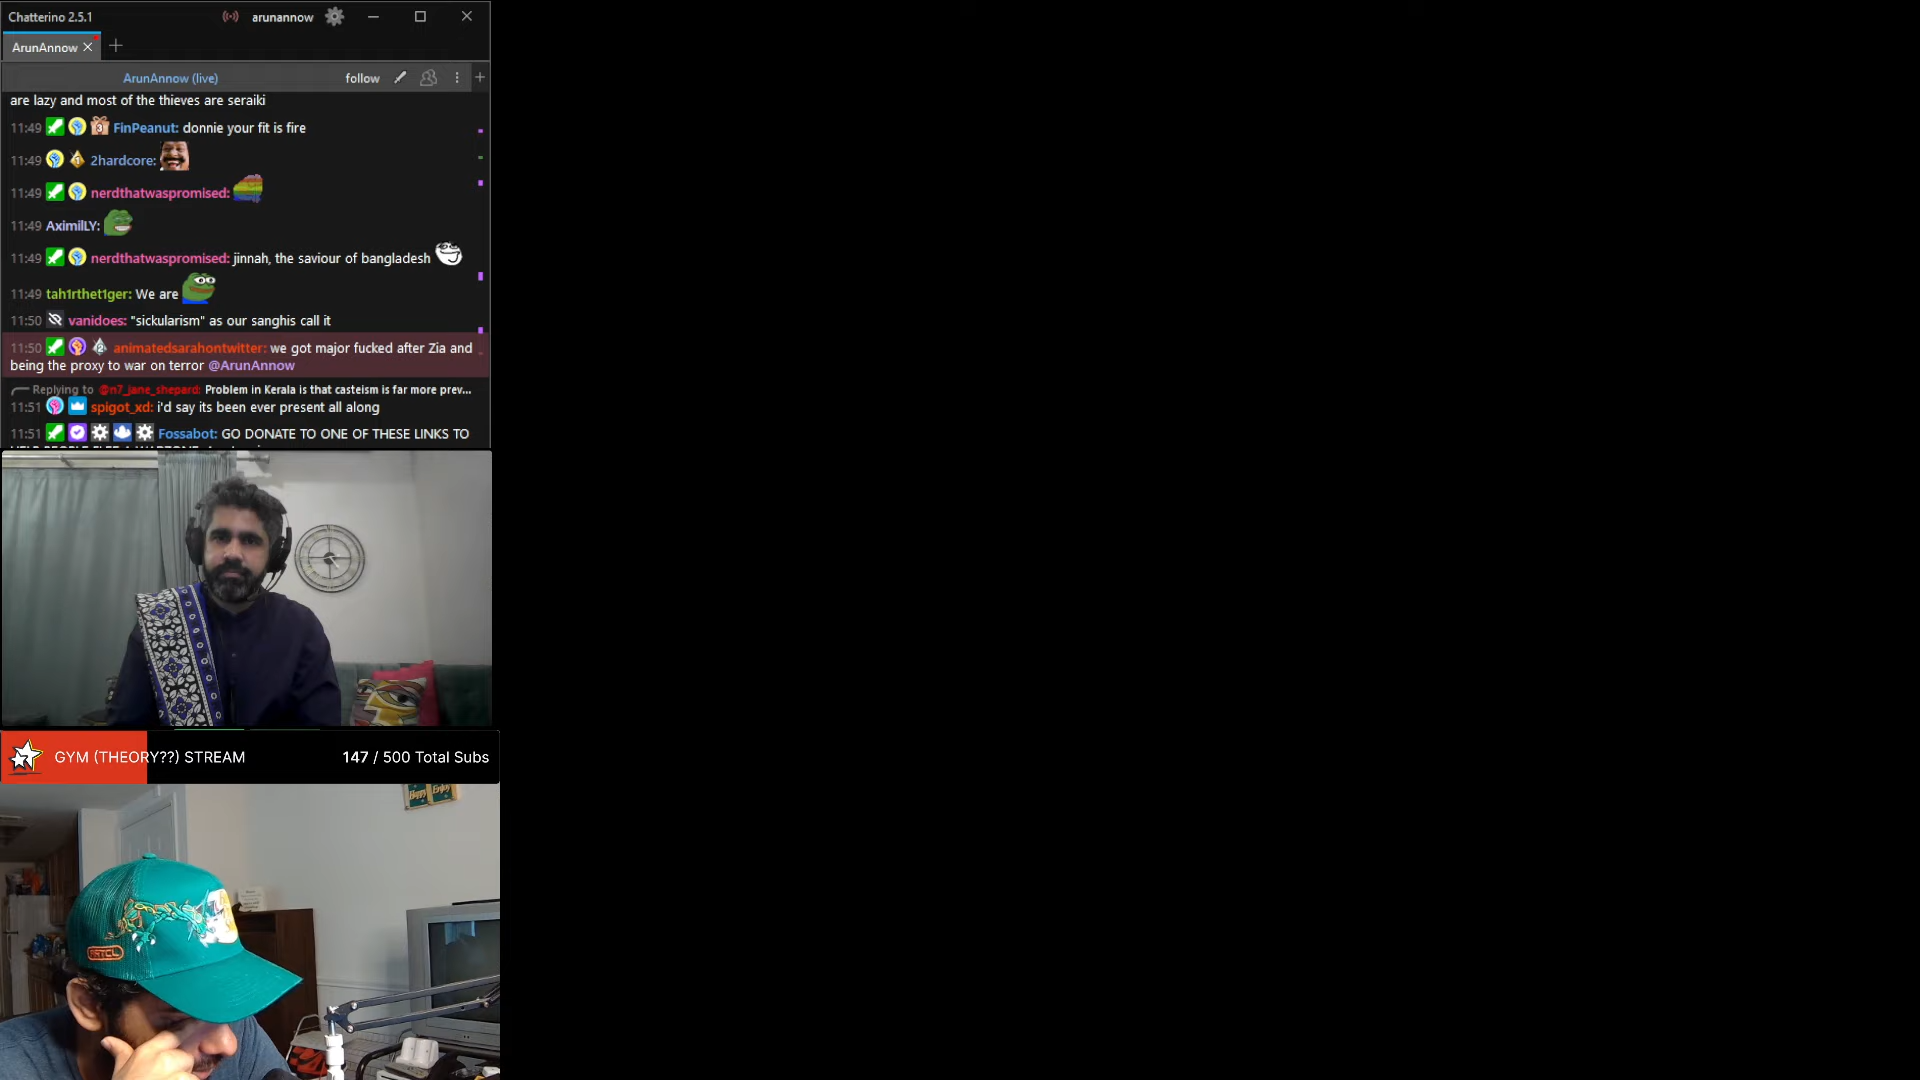 Chatterino 2.5.1
arunannow
ArunAnnow
ArunAnnow (live)
follow
are lazy and most of the thieves are seraiki
11:49 FinPeanut: donnie your fit is fire
11:49 2hardcore:
11:49 nerdthatwaspromised:
11:49 AximilLY:
11:49 nerdthatwaspromised: jinnah, the saviour of bangladesh
11:49 tah1rthet1ger: We are
11:50 vanidoes: "sickularism" as our sanghis call it
11:50 animatedsarahontwitter: we got major fucked after Zia and
being the proxy to war on terror @ArunAnnow
Replying to @n7_jane_shepard: Problem in Kerala is that casteism is far more prev...
11:51 spigot_xd: i'd say its been ever present all along
11:51 Fossabot: GO DONATE TO ONE OF THESE LINKS TO
GYM (THEORY??) STREAM
147 / 500 Total Subs
Happy
Enjoy